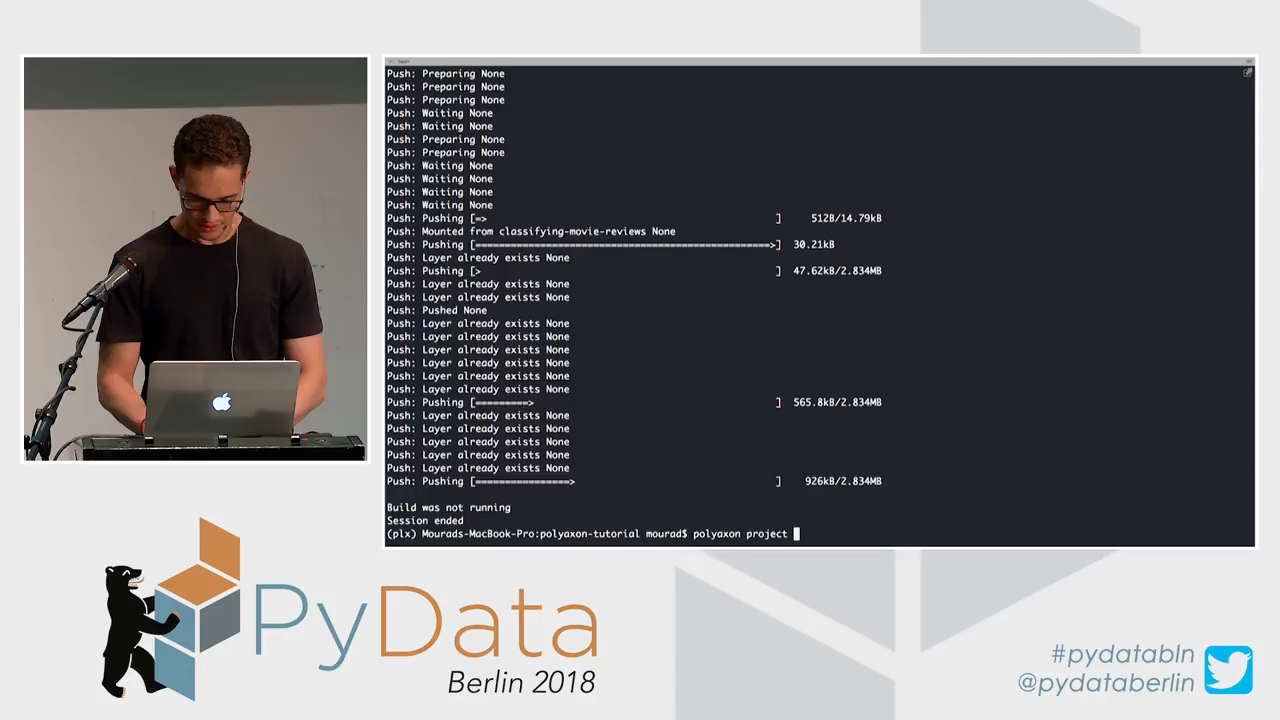 Push: Preparing None
Push: Preparing None
Push: Preparing None
Push: Waiting None
Push: Waiting None
Push: Preparing None
Push: Preparing None
Push: Waiting None
Push: Waiting None
Push: Waiting None
Push: Waiting None
Push: Pushing [=> ] 512B/14.79kB
Push: Mounted from classifying-movie-reviews None
Push: Pushing [==================================================>] 30.21kB
Push: Layer already exists None
Push: Pushing [> ] 47.62kB/2.834MB
Push: Layer already exists None
Push: Layer already exists None
Push: Pushed None
Push: Layer already exists None
Push: Layer already exists None
Push: Layer already exists None
Push: Layer already exists None
Push: Layer already exists None
Push: Layer already exists None
Push: Pushing [=========> ] 565.8kB/2.834MB
Push: Layer already exists None
Push: Layer already exists None
Push: Layer already exists None
Push: Layer already exists None
Push: Layer already exists None
Push: Pushing [================> ] 926kB/2.834MB
Build was not running
Session ended
(plx) Mourads-MacBook-Pro:polyaxon-tutorial mourad$ polyaxon project
PyData
Berlin 2018
#pydatabln
@pydataberlin